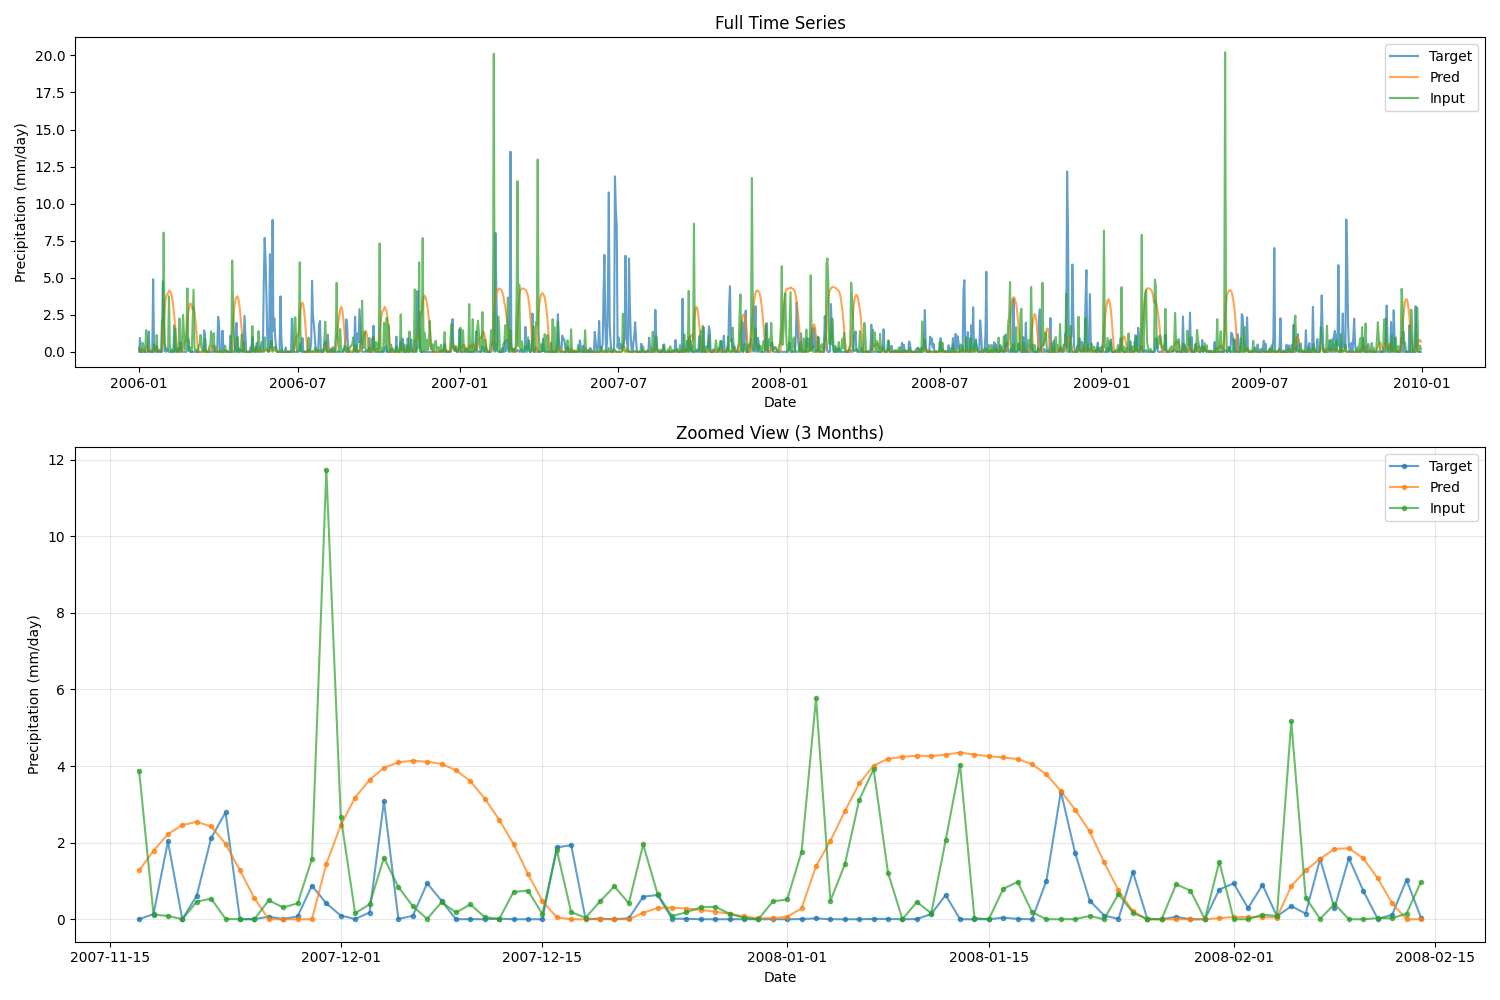 Full Time Series
Precipitation (mm/day)
20.0
17.5
15.0
12.5
10.0
7.5
5.0
2.5
0.0
Target
Pred
Input
2006-01 2006-07 2007-01 2007-07 2008-01 2008-07 2009-01 2009-07 2010-01
Date
Zoomed View (3 Months)
Precipitation (mm/day)
12
10
8
6
4
2
0
Target
Pred
Input
2007-11-15 2007-12-01 2007-12-15 2008-01-01 2008-01-15 2008-02-01 2008-02-15
Date